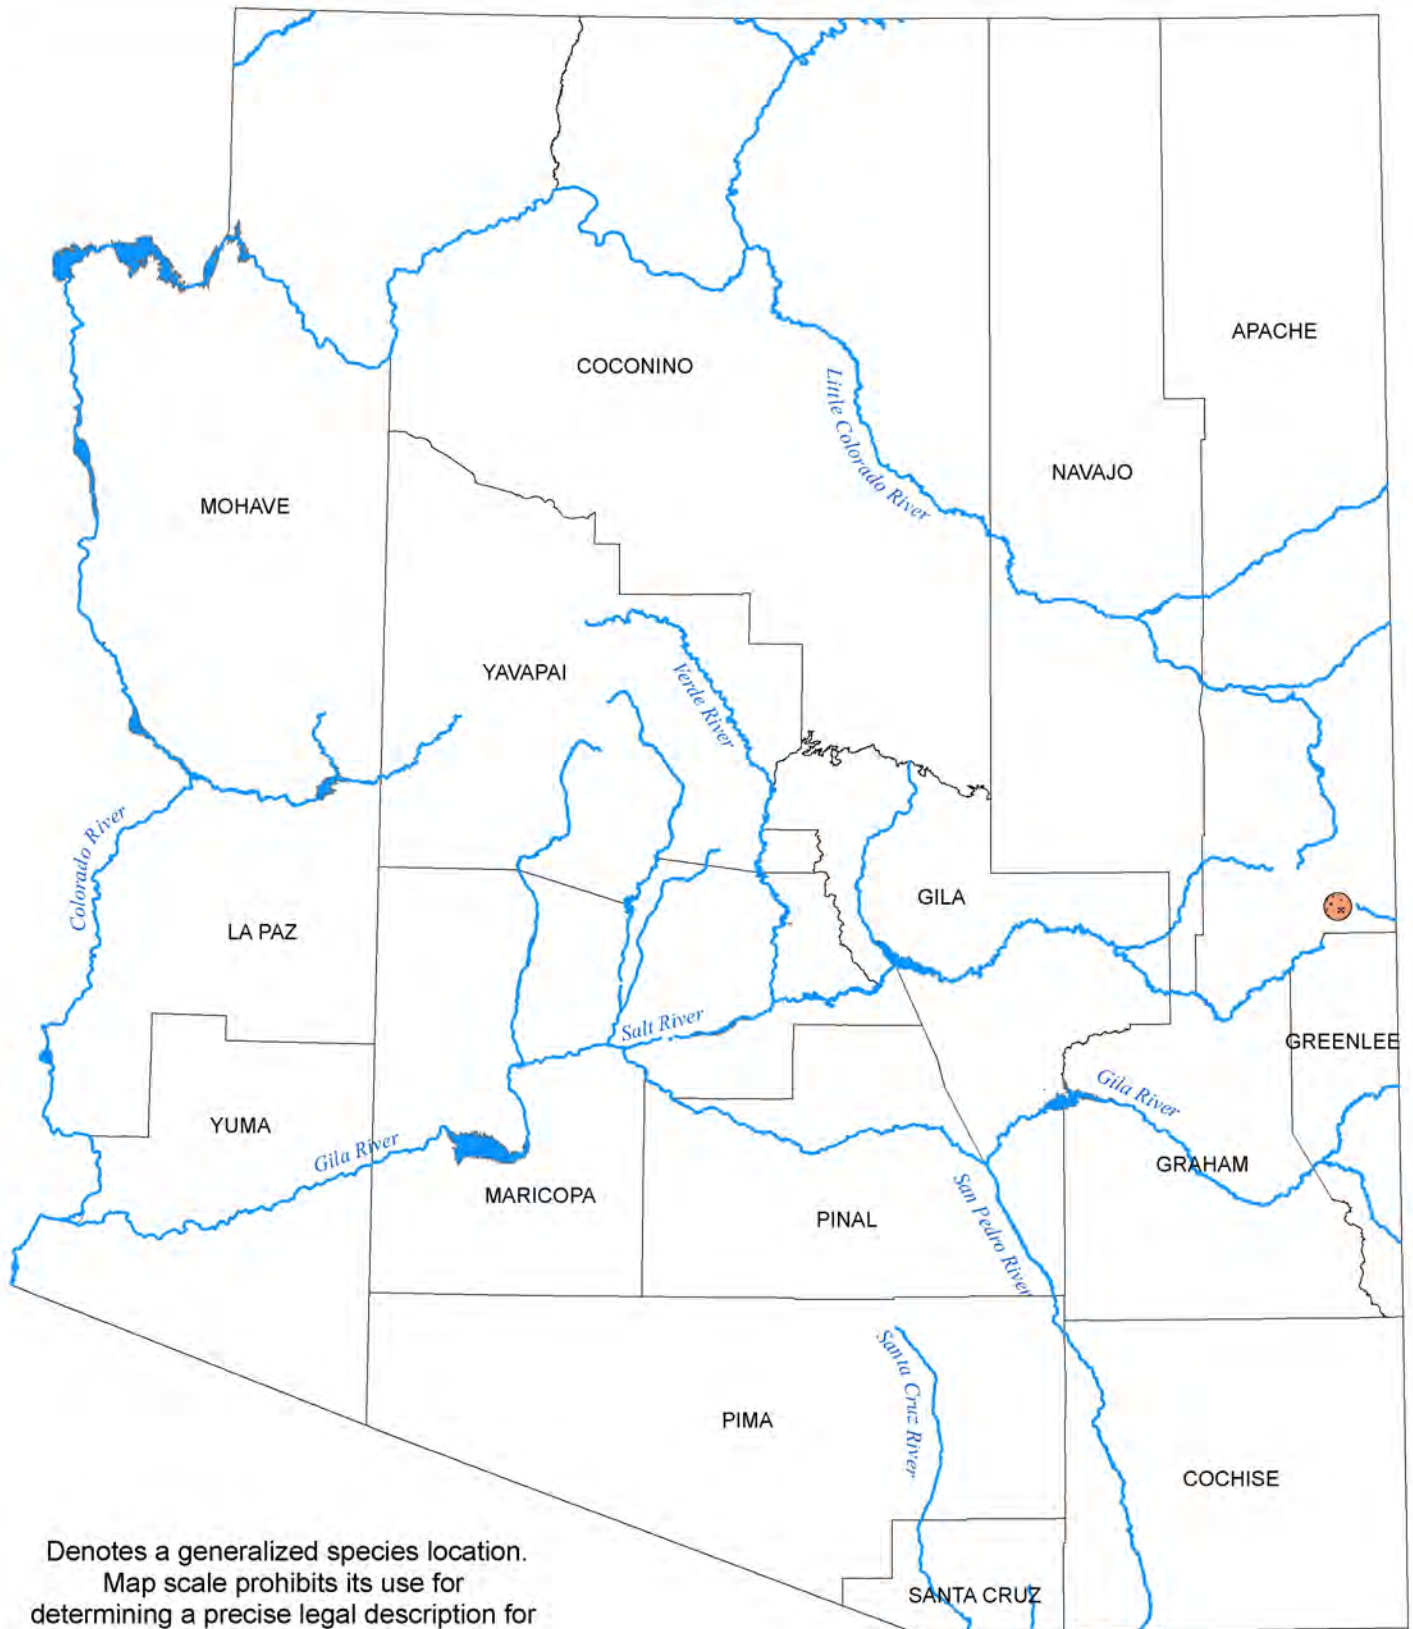 APACHE
COCONINO
Little Colorado River
NAVAJO
MOHAVE
YAVAPAI
Verde River
Colorado River
GILA
LA PAZ
Salt River
GREENLEE
Gila River
YUMA
Gila River
GRAHAM
MARICOPA
San Pedro River
PINAL
Santa Cruz River
PIMA
COCHISE
Denotes a generalized species location.
Map scale prohibits its use for
determining a precise legal description for
SANTA CRUZ